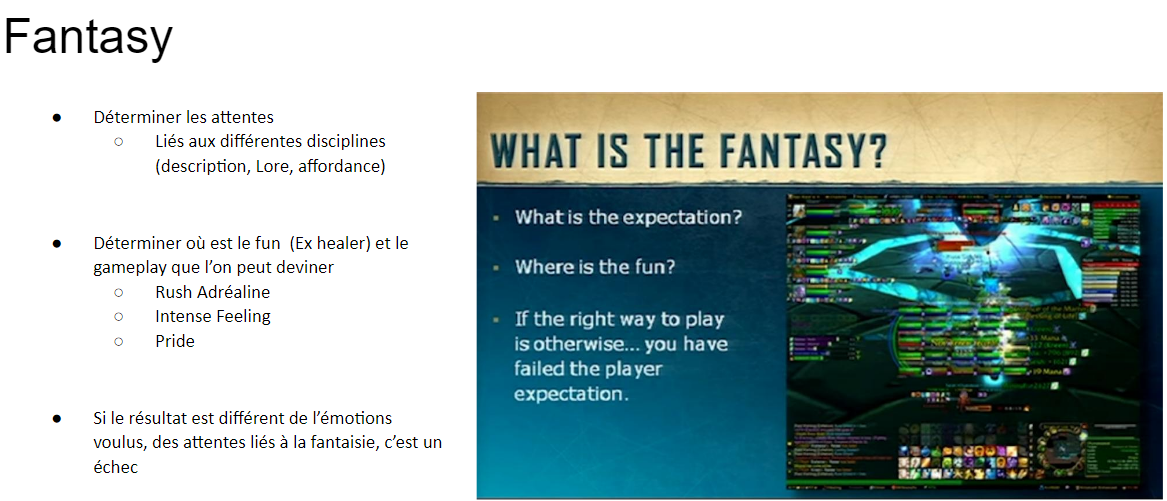 Fantasy
● Déterminer les attentes
○ Liés aux différentes disciplines
(description, Lore, affordance)
● Déterminer où est le fun (Ex healer) et le
gameplay que l'on peut deviner
○ Rush Adréaline
○ Intense Feeling
○ Pride
● Si le résultat est différent de l'émotions
voulus, des attentes liés à la fantaisie, c'est un
échec
WHAT IS THE FANTASY?
▪ What is the expectation?
▪ Where is the fun?
▪ If the right way to play
is otherwise... you have
failed the player
expectation.